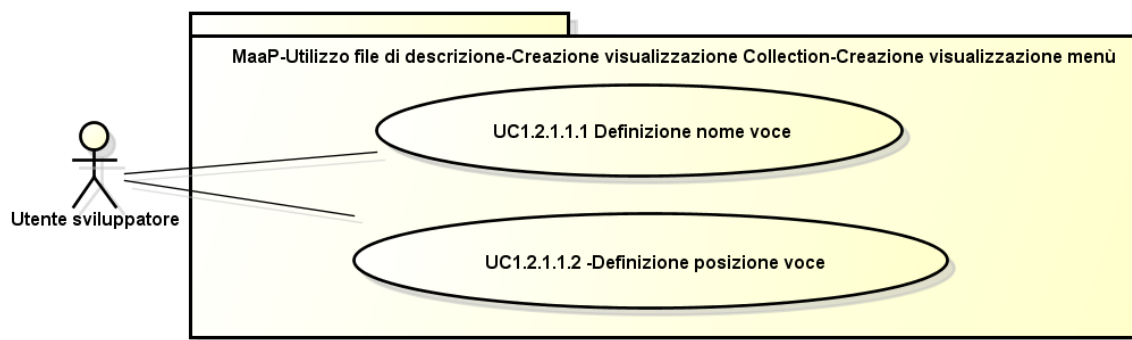 MaaP-Utilizzo file di descrizione-Creazione visualizzazione Collection-Creazione visualizzazione menù
UC1.2.1.1.1 Definizione nome voce
Utente sviluppatore
UC1.2.1.1.2 -Definizione posizione voce